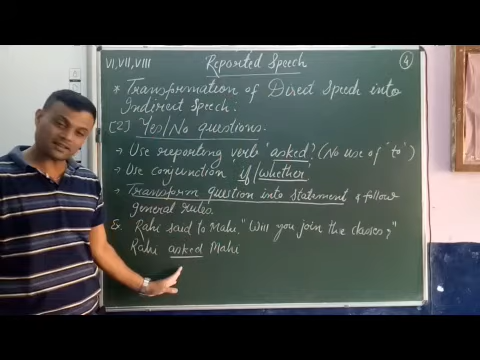 VI, VII, VIII
Reported Speech
4
* Transformation of Direct Speech into
Indirect Speech:
[2] Yes/No questions.
→ Use reporting verb 'asked'. (No use of 'to')
→ Use conjunction if/whether
→ Transform question into statement & follow
general rules.
Ex. Rahi said to Mahi, "Will you join the classes?"
Rahi asked Mahi